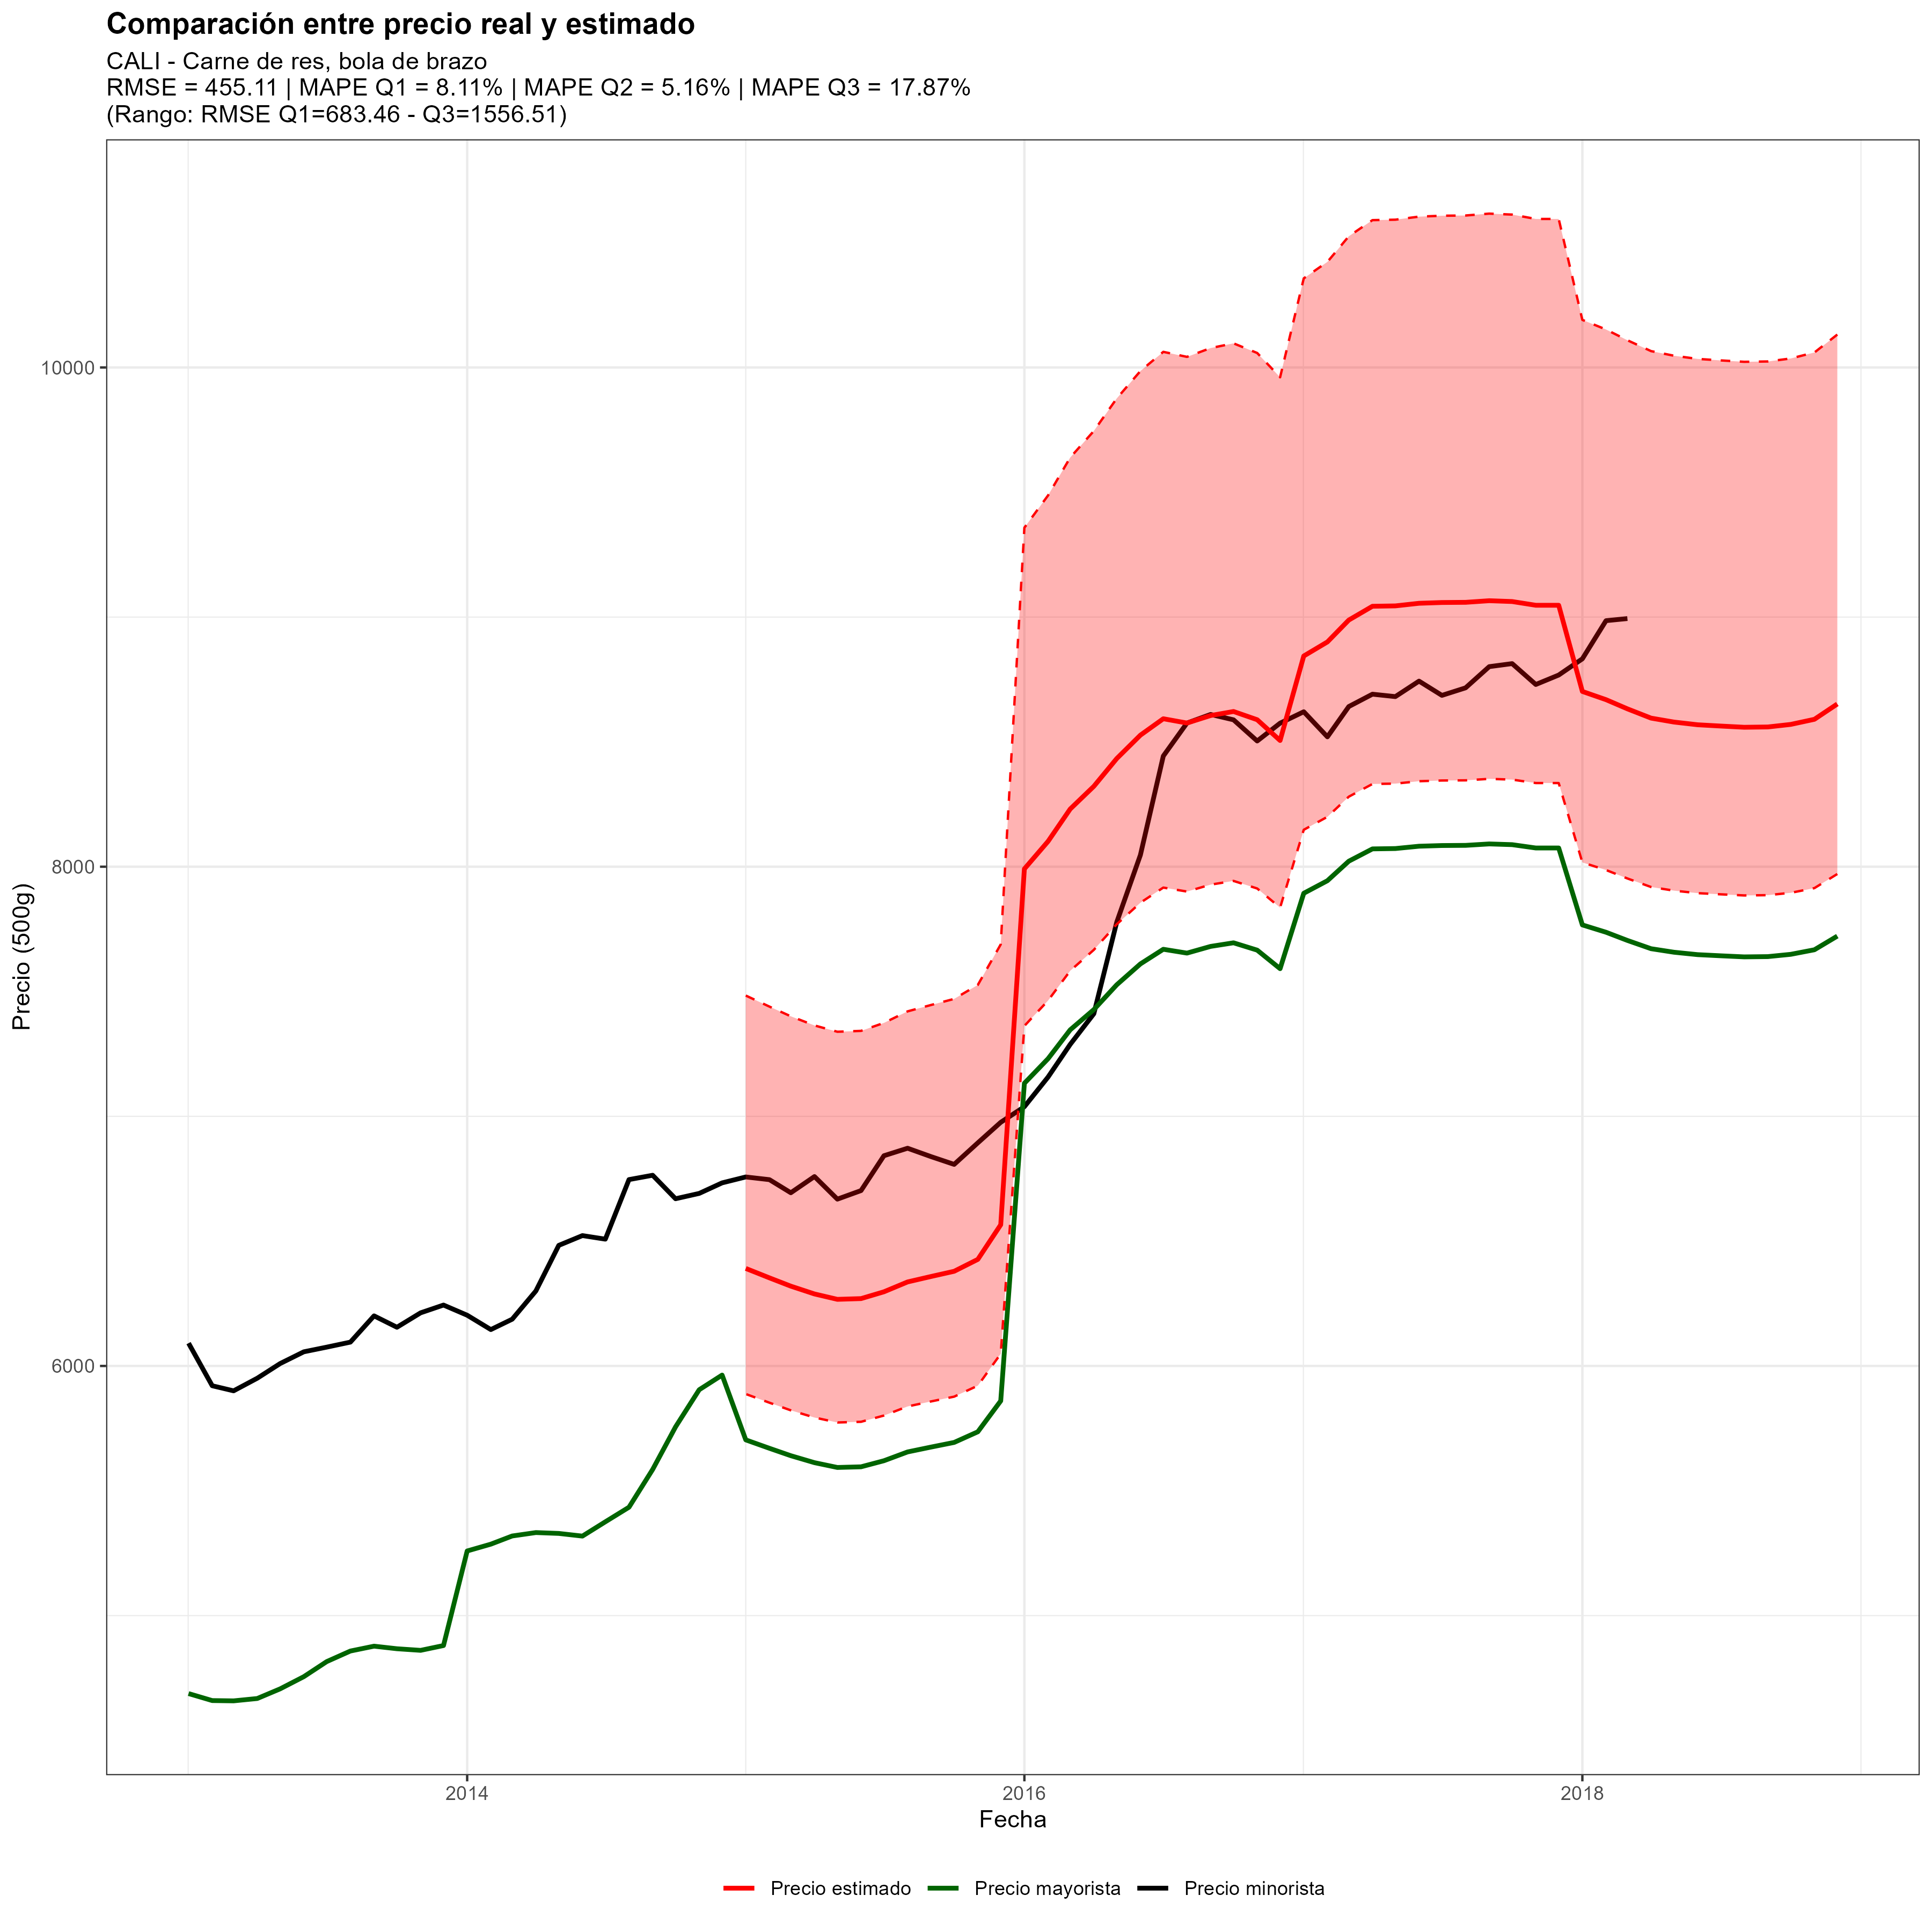 Comparación entre precio real y estimado
CALI - Carne de res, bola de brazo
RMSE = 455.11 | MAPE Q1 = 8.11% | MAPE Q2 = 5.16% | MAPE Q3 = 17.87%
(Rango: RMSE Q1=683.46 - Q3=1556.51)
Precio (500g)
10000
8000
6000
2014
2016
2018
Fecha
Precio estimado
Precio mayorista
Precio minorista